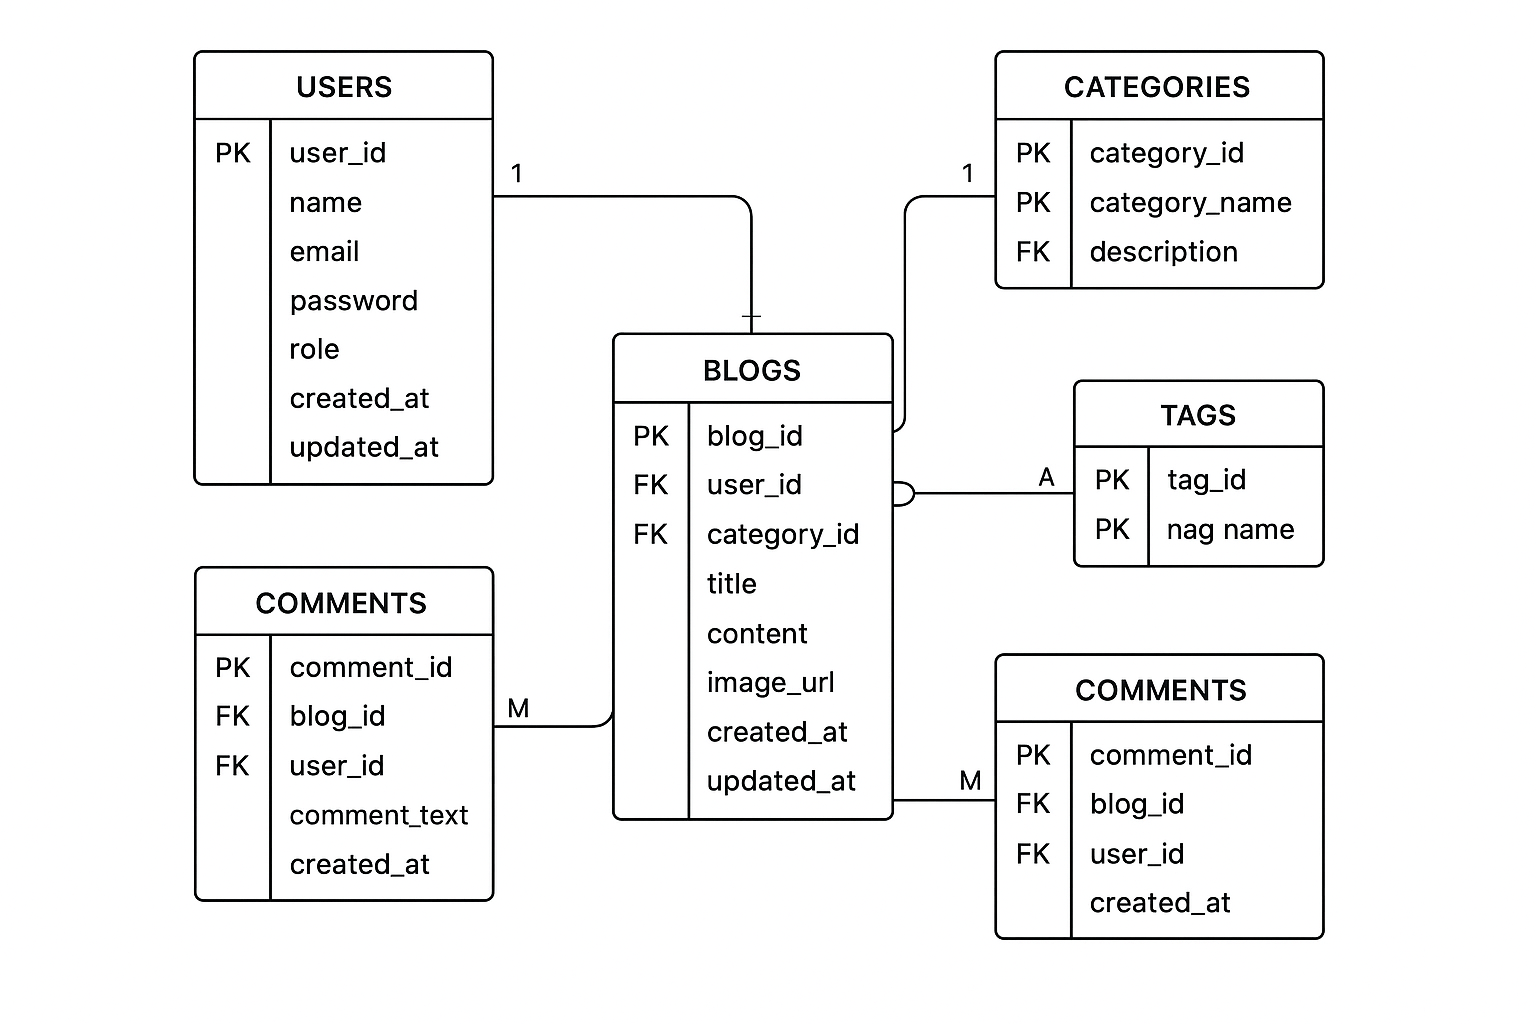 USERS
PK user_id
name
email
password
role
created_at
updated_at
1
CATEGORIES
PK category_id
PK category_name
FK description
1
BLOGS
PK blog_id
FK user_id
FK category_id
title
content
image_url
created_at
updated_at
TAGS
PK tag_id
PK nag name
A
COMMENTS
PK comment_id
FK blog_id
FK user_id
comment_text
created_at
M
COMMENTS
PK comment_id
FK blog_id
FK user_id
created_at
M